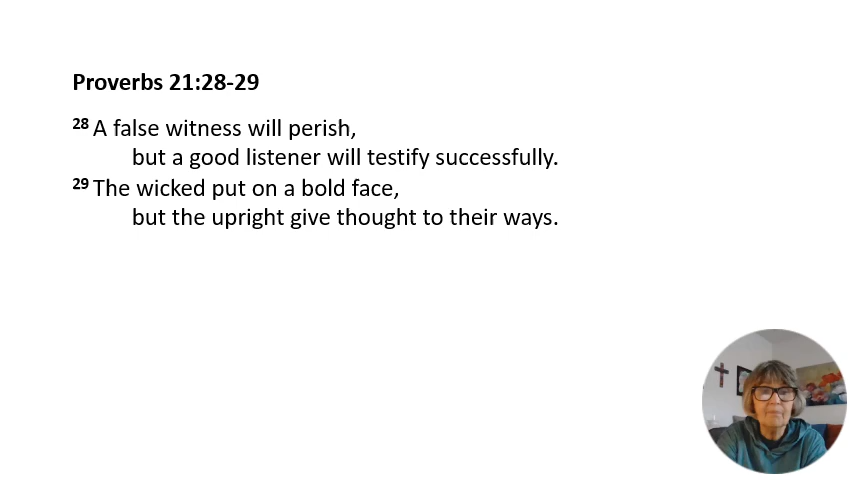 Proverbs 21:28-29
28 A false witness will perish,
but a good listener will testify successfully.
29 The wicked put on a bold face,
but the upright give thought to their ways.